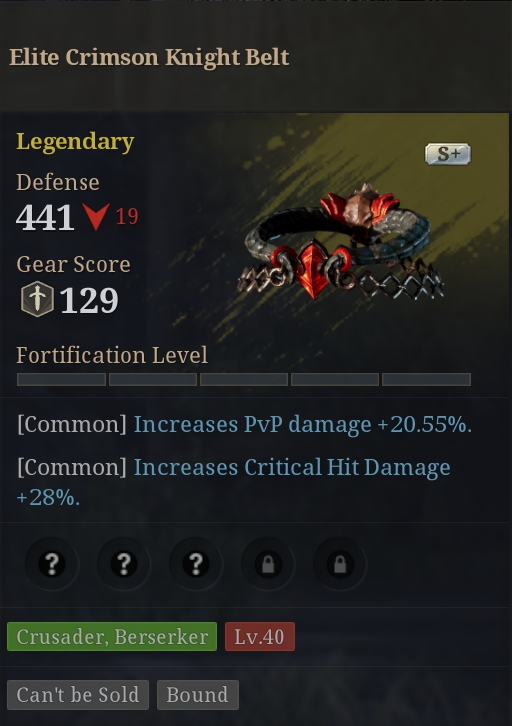 Elite Crimson Knight Belt
Legendary
S+
Defense
441 19
Gear Score
129
Fortification Level
[Common] Increases PvP damage +20.55%.
[Common] Increases Critical Hit Damage
+28%.
? ? ?
Crusader, Berserker Lv.40
Can't be Sold Bound